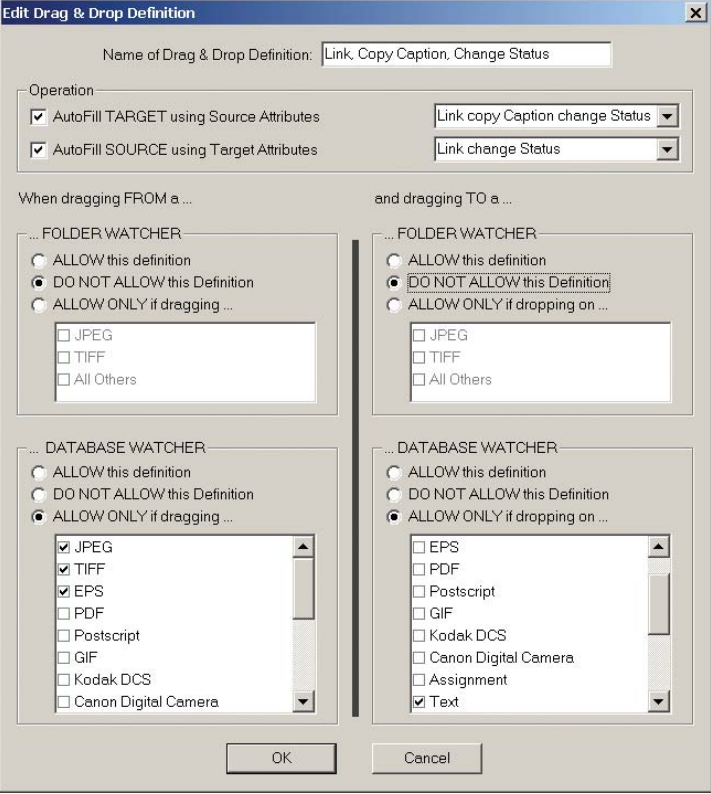 Edit Drag & Drop Definition
Name of Drag & Drop Definition: Link, Copy Caption, Change Status
Operation
AutoFill TARGET using Source Attributes Link copy Caption change Status
AutoFill SOURCE using Target Attributes Link change Status
When dragging FROM a ...
and dragging TO a ...
... FOLDER WATCHER
ALLOW this definition
DO NOT ALLOW this Definition
ALLOW ONLY if dragging ...
JPEG
TIFF
All Others
... FOLDER WATCHER
ALLOW this definition
DO NOT ALLOW this Definition
ALLOW ONLY if dropping on ...
JPEG
TIFF
All Others
... DATABASE WATCHER
ALLOW this definition
DO NOT ALLOW this Definition
ALLOW ONLY if dragging ...
JPEG
TIFF
EPS
PDF
Postscript
GIF
Kodak DCS
Canon Digital Camera
... DATABASE WATCHER
ALLOW this definition
DO NOT ALLOW this Definition
ALLOW ONLY if dropping on ...
EPS
PDF
Postscript
GIF
Kodak DCS
Canon Digital Camera
Assignment
Text
OK
Cancel